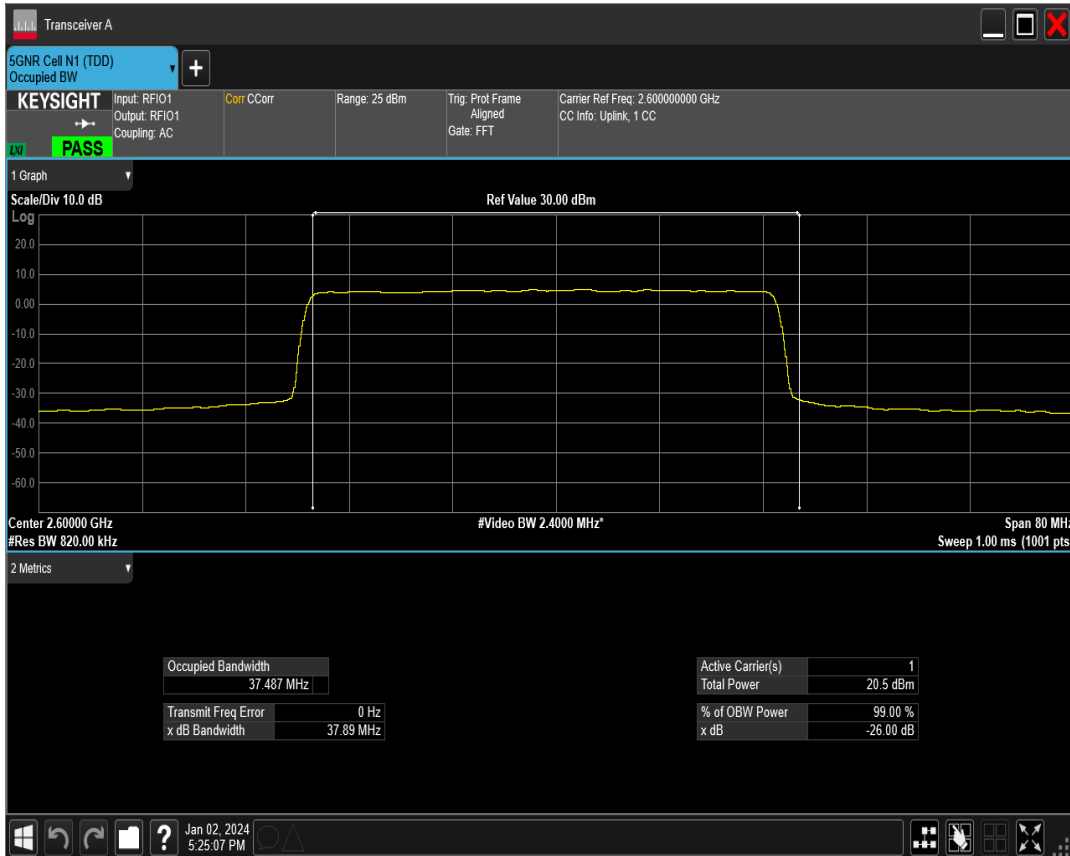 Transceiver A
5GNR Cell N1 (TDD)
Occupied BW
+
KEYSIGHT
LXI
PASS
Input: RFIO1
Output: RFIO1
Coupling: AC
Corr CCorr
Range: 25 dBm
Trig: Prot Frame
Aligned
Gate: FFT
Carrier Ref Freq: 2.600000000 GHz
CC Info: Uplink, 1 CC
1 Graph
Scale/Div 10.0 dB
Ref Value 30.00 dBm
Log
20.0
10.0
0.00
-10.0
-20.0
-30.0
-40.0
-50.0
-60.0
Center 2.60000 GHz
#Video BW 2.4000 MHz*
Span 80 MHz
#Res BW 820.00 kHz
Sweep 1.00 ms (1001 pts
2 Metrics
Occupied Bandwidth
37.487 MHz
Transmit Freq Error 0 Hz
x dB Bandwidth 37.89 MHz
Active Carrier(s) 1
Total Power 20.5 dBm
% of OBW Power 99.00 %
x dB -26.00 dB
?
Jan 02, 2024
5:25:07 PM